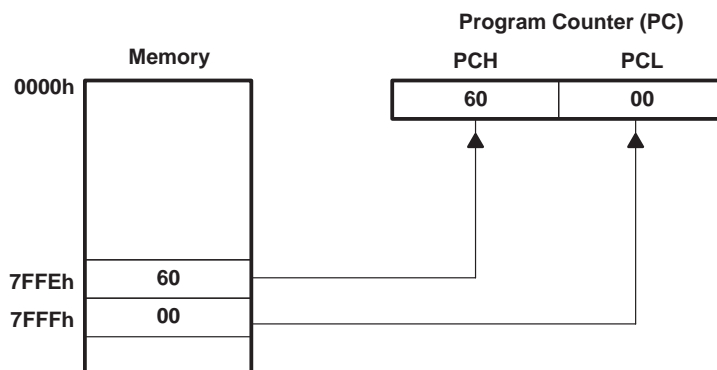 Program Counter (PC)
Memory PCH PCL
0000h 60 00
7FFEh 60
7FFFh 00